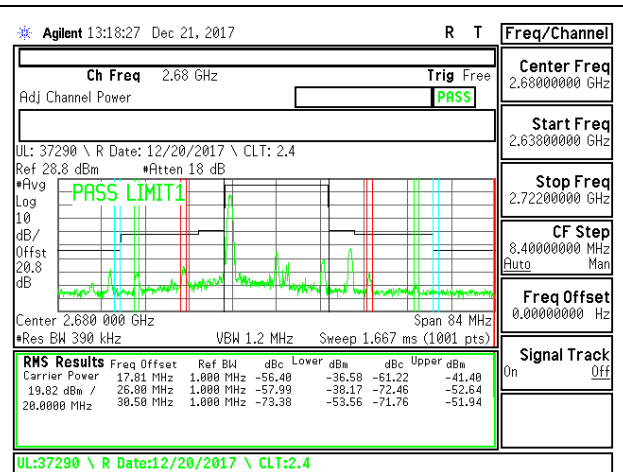 Agilent 13:18:27 Dec 21, 2017 R T
Freq/Channel
Ch Freq 2.68 GHz Trig Free
Adj Channel Power PASS
UL: 37290 \ R Date: 12/20/2017 \ CLT: 2.4
Ref 28.8 dBm #Atten 18 dB
#Avg
Log
10
dB/
Offst
20.8
dB
PASS LIMIT1
Center 2.680 000 GHz Span 84 MHz
#Res BW 390 kHz VBW 1.2 MHz Sweep 1.667 ms (1001 pts)
RMS Results Freq Offset Ref BW dBc Lower dBm dBc Upper dBm
Carrier Power 17.81 MHz 1.000 MHz -56.40 -36.58 -61.22 -41.40
19.82 dBm / 26.80 MHz 1.000 MHz -57.99 -38.17 -72.46 -52.64
20.0000 MHz 30.50 MHz 1.000 MHz -73.38 -53.56 -71.76 -51.94
UL:37290 \ R Date:12/20/2017 \ CLT:2.4
Center Freq
2.68000000 GHz
Start Freq
2.63800000 GHz
Stop Freq
2.72200000 GHz
CF Step
8.40000000 MHz
Auto Man
Freq Offset
0.00000000 Hz
Signal Track
On Off